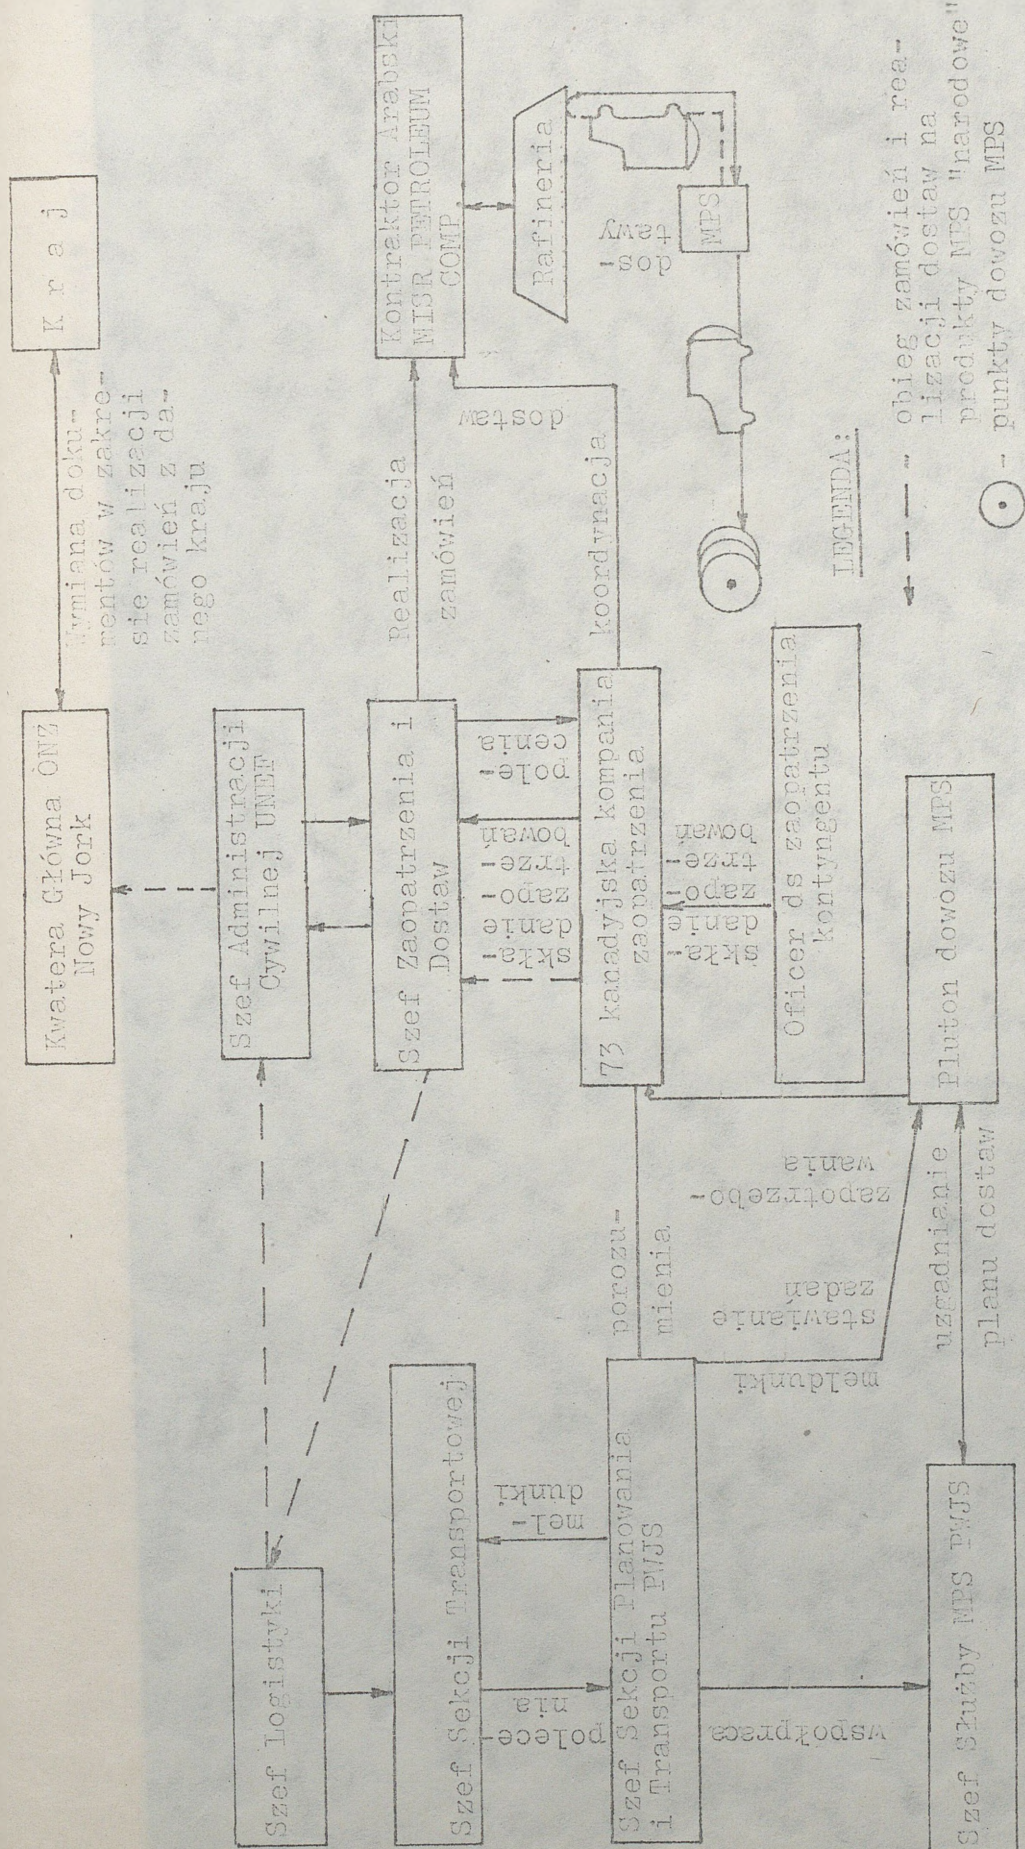 Kwatera Główna ONZ
Nowy Jork
K r a j
Wymiana doku-
mentów w zakre-
sie realizacji
zamówień z da-
nego kraju
Szef Logistyki
Szef Administracji
Cywilnej UNEF
Szef Sekcji Transportowej
Szef Zaopatrzenia i
Dostaw
Realizacja
zamówień
Kontraktor Arabski
MISR PETROLEUM
COMP.
polece-
nia
mel-
dunki
skła-
danie
zapo-
trze-
bowań
pole-
cenia
dostaw
Rafineria
Szef Sekcji Planowania
i Transportu PWJS
porozu-
mienia
73 kanadyjska kompania
zaopatrzenia
koordynacja
dos-
tawy
MPS
współpraca
meldunki
stawianie
zadań
zapotrzebo-
wania
skła-
danie
zapo-
trze-
bowań
Oficer ds zaopatrzenia
kontyngentu
Szef Służby MPS PWJS
uzgadnianie
planu dostaw
Pluton dowozu MPS
LEGENDA:
- obieg zamówień i rea-
lizacji dostaw na
produkty MPS "narodowe"
- punkty dowozu MPS